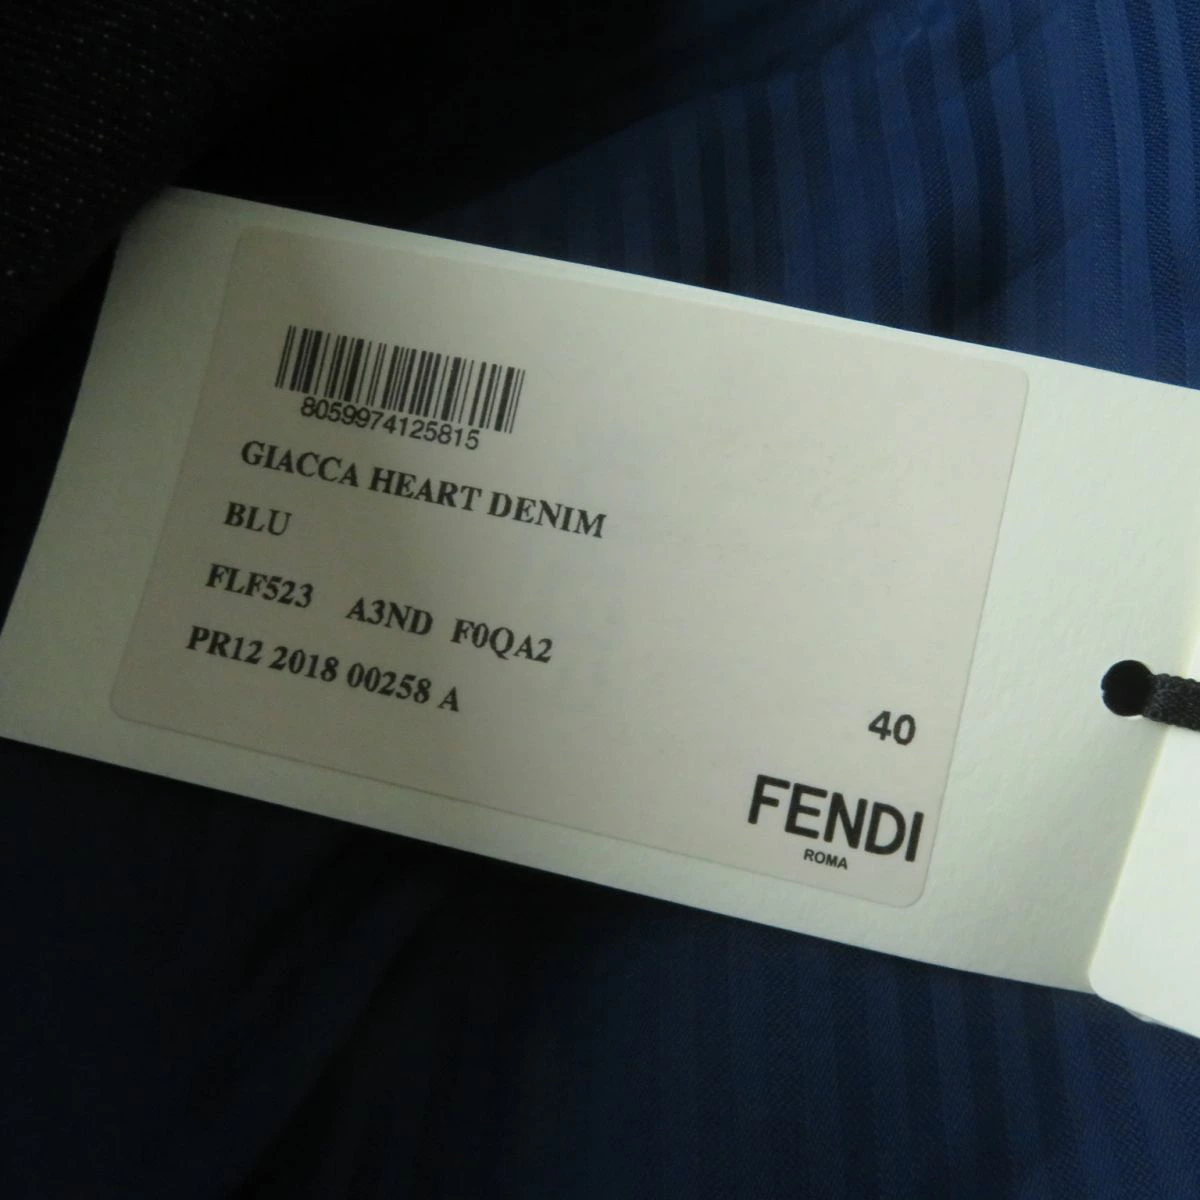 8059974125815
GIACCA HEART DENIM
BLU
FLF523 A3ND F0QA2
PR12 2018 00258 A
40
FENDI
ROMA